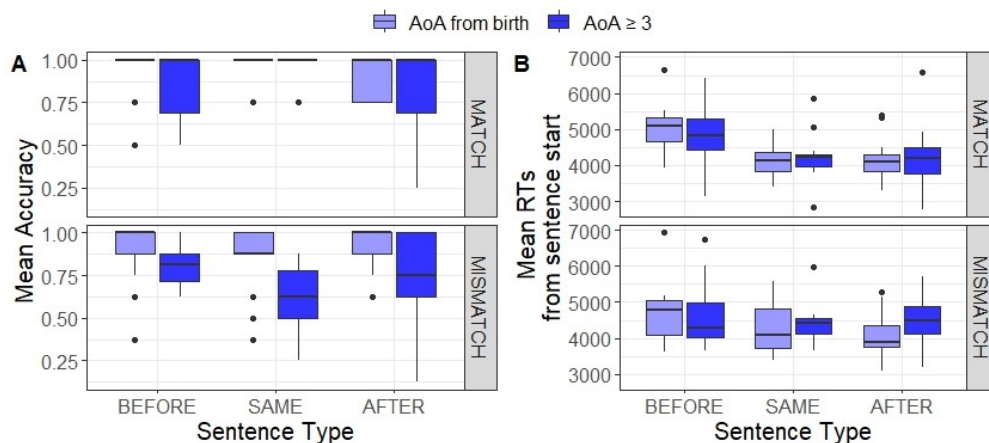 AoA from birth AoA ≥ 3
A
Mean Accuracy
1.00
0.75
0.50
0.25
MATCH
1.00
0.75
0.50
0.25
MISMATCH
BEFORE SAME AFTER
Sentence Type
B
Mean RTs
from sentence start
7000
6000
5000
4000
3000
MATCH
7000
6000
5000
4000
3000
MISMATCH
BEFORE SAME AFTER
Sentence Type